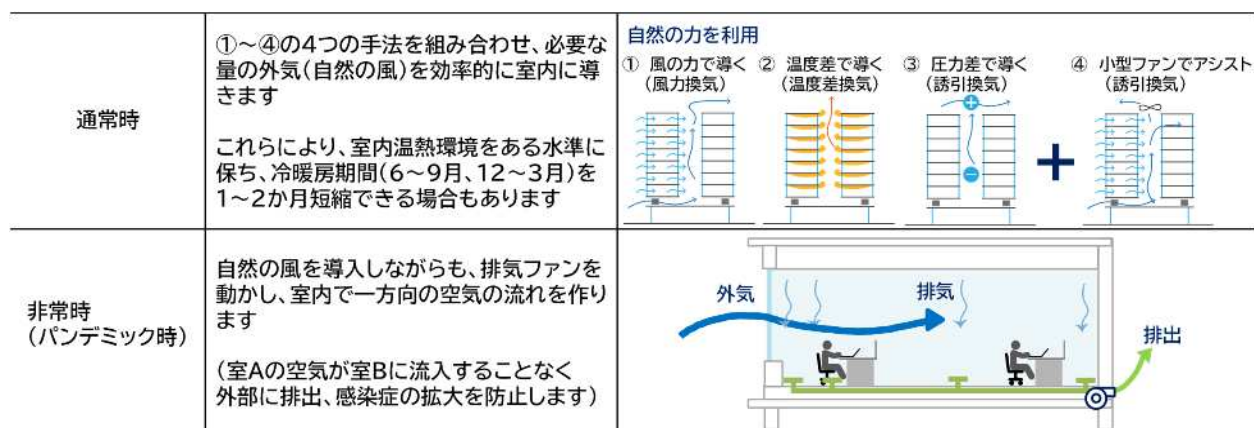 通常時
①～④の4つの手法を組み合わせ、必要な
量の外気(自然の風)を効率的に室内に導
きます
これらにより、室内温熱環境をある水準に
保ち、冷暖房期間(6～9月、12～3月)を
1～2か月短縮できる場合もあります
自然の力を利用
① 風の力で導く
(風力換気)
② 温度差で導く
(温度差換気)
③ 圧力差で導く
(誘引換気)
④ 小型ファンでアシスト
(誘引換気)
非常時
(パンデミック時)
自然の風を導入しながらも、排気ファンを
動かし、室内で一方向の空気の流れを作り
ます
(室Aの空気が室Bに流入することなく
外部に排出、感染症の拡大を防止します)
外気
排気
排出